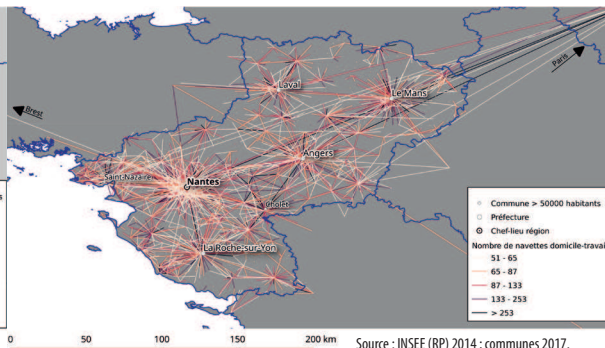 Paris
Brest
Laval
Le Mans
Angers
Saint-Nazaire
Nantes
Cholet
La Roche-sur-Yon
Commune > 50000 habitants
Préfecture
Chef-lieu région
Nombre de navettes domicile-travail
51 - 65
65 - 87
87 - 133
133 - 253
> 253
0 50 100 150 200 km
Source : INSEE (RP) 2014 ; communes 2017.